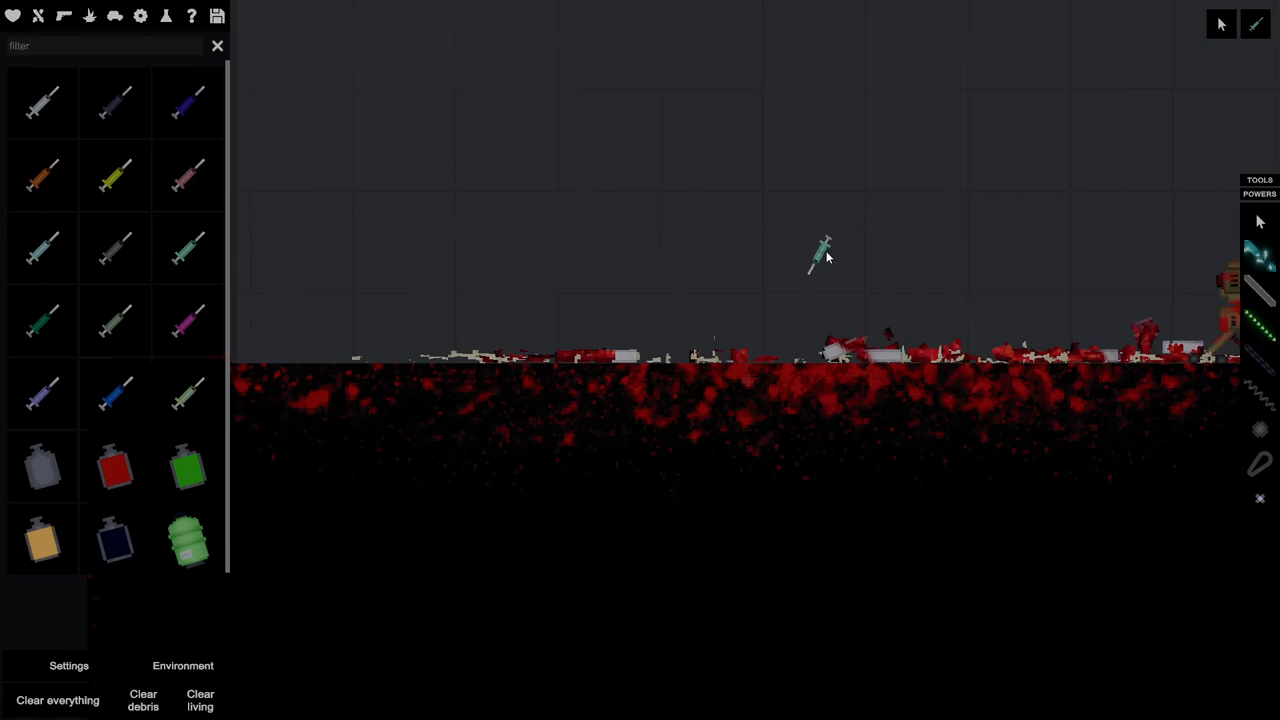 filter
TOOLS
POWERS
Settings
Environment
Clear everything
Clear
debris
Clear
living